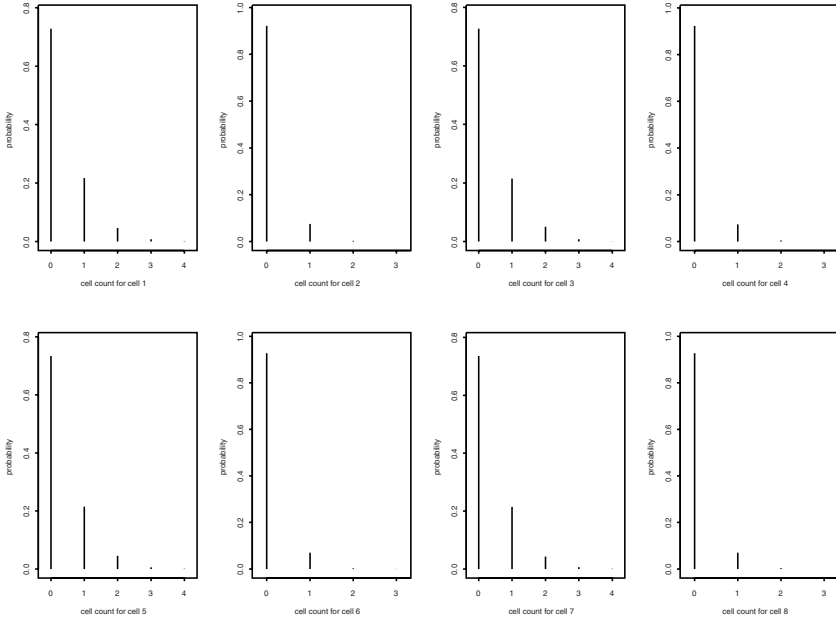 probability
0.0 0.2 0.4 0.6 0.8
0 1 2 3 4
cell count for cell 1
probability
0.0 0.2 0.4 0.6 0.8 1.0
0 1 2 3
cell count for cell 2
probability
0.0 0.2 0.4 0.6 0.8
0 1 2 3 4
cell count for cell 3
probability
0.0 0.2 0.4 0.6 0.8 1.0
0 1 2 3
cell count for cell 4
probability
0.0 0.2 0.4 0.6 0.8
0 1 2 3 4
cell count for cell 5
probability
0.0 0.2 0.4 0.6 0.8 1.0
0 1 2 3
cell count for cell 6
probability
0.0 0.2 0.4 0.6 0.8
0 1 2 3 4
cell count for cell 7
probability
0.0 0.2 0.4 0.6 0.8 1.0
0 1 2 3
cell count for cell 8